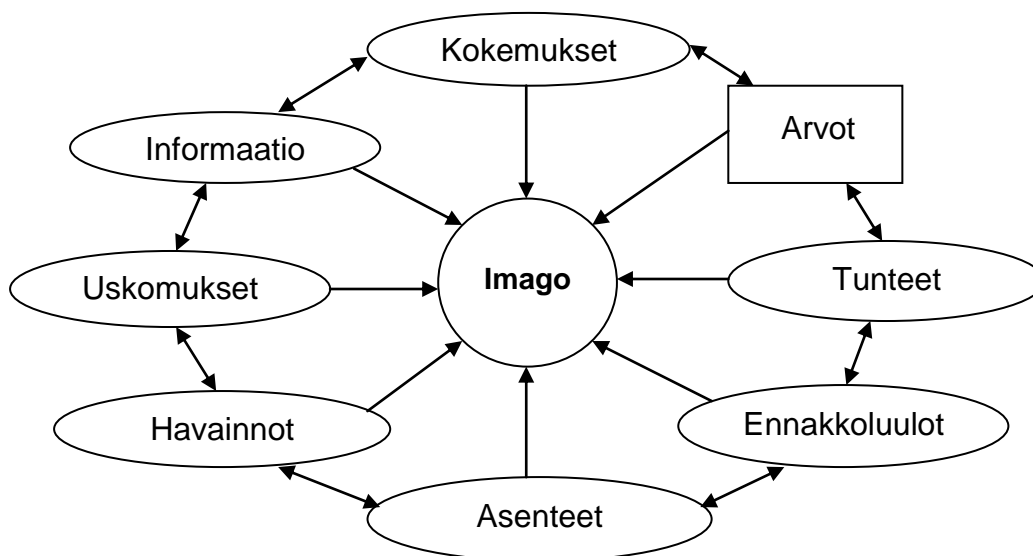 Kokemukset
Arvot
Informaatio
Uskomukset
Imago
Tunteet
Havainnot
Ennakkoluulot
Asenteet